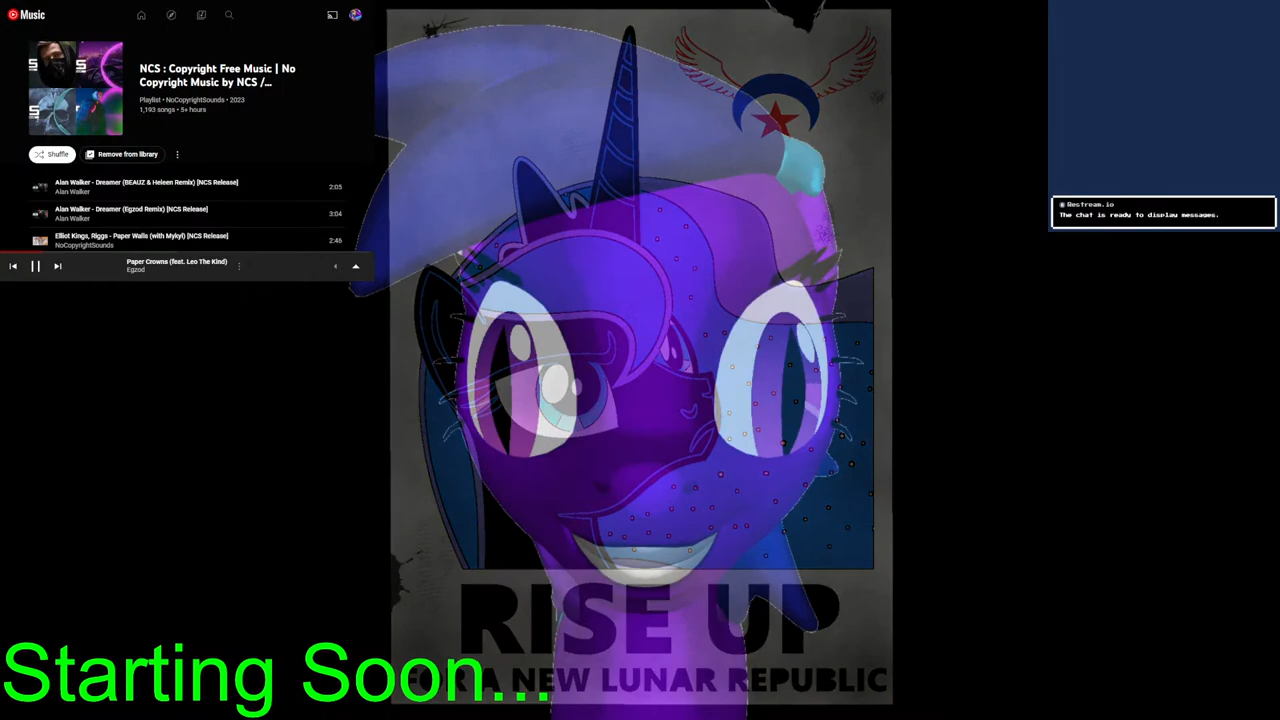 Music
NCS : Copyright Free Music | No
Copyright Music by NCS /...
Playlist • NoCopyrightSounds • 2023
1,193 songs • 5+ hours
Shuffle
Remove from library
Alan Walker - Dreamer (BEAUZ & Heleen Remix) [NCS Release]
Alan Walker
2:05
Alan Walker - Dreamer (Egzod Remix) [NCS Release]
Alan Walker
3:04
Elliot Kings, Riggs - Paper Walls (with Mykyl) [NCS Release]
NoCopyrightSounds
2:46
Paper Crowns (feat. Leo The Kind)
Egzod
Restream.io
The chat is ready to display messages.
RISE UP
FOR A NEW LUNAR REPUBLIC
Starting Soon...